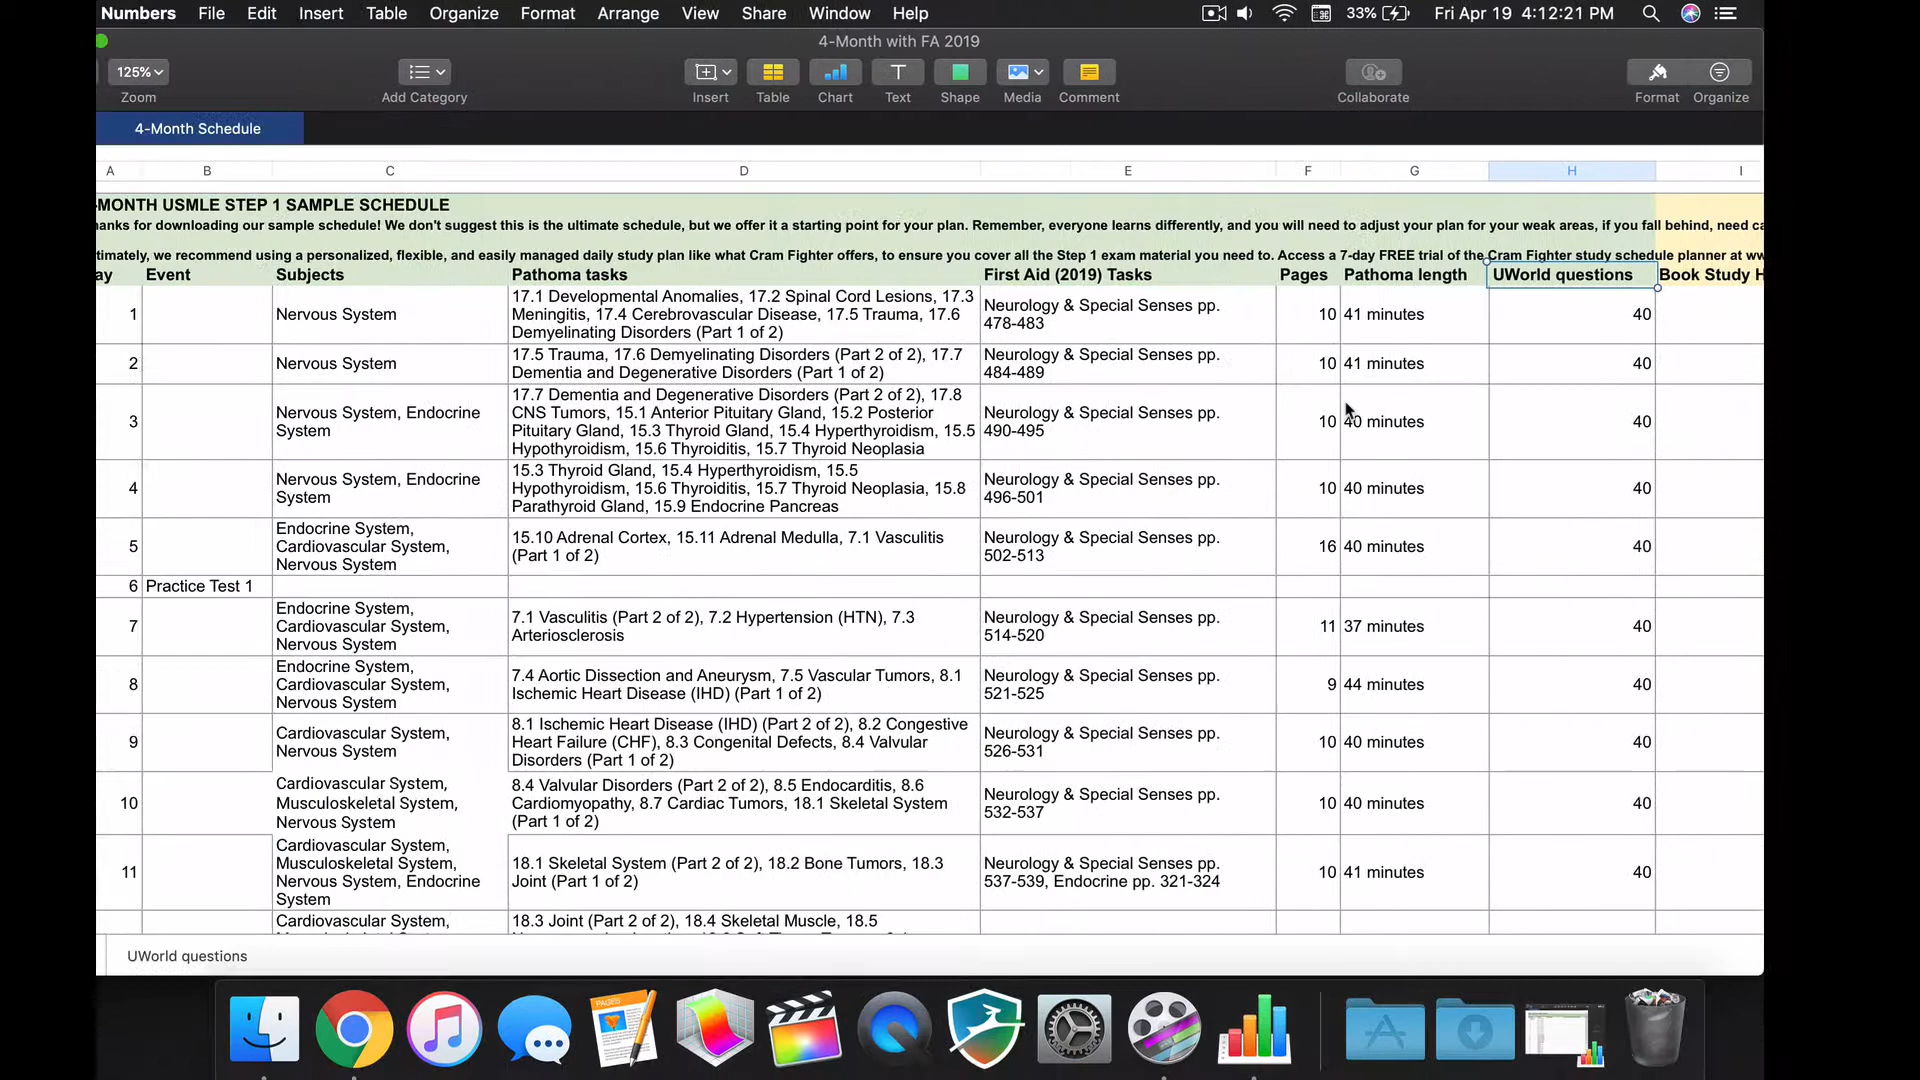 Numbers File Edit Insert Table Organize Format Arrange View Share Window Help 33% Fri Apr 19 4:12:21 PM
4-Month with FA 2019
125%
Zoom Add Category Insert Table Chart Text Shape Media Comment Collaborate Format Organize
4-Month Schedule
A B C D E F G H I
-MONTH USMLE STEP 1 SAMPLE SCHEDULE
hanks for downloading our sample schedule! We don't suggest this is the ultimate schedule, but we offer it a starting point for your plan. Remember, everyone learns differently, and you will need to adjust your plan for your weak areas, if you fall behind, need ca
timately, we recommend using a personalized, flexible, and easily managed daily study plan like what Cram Fighter offers, to ensure you cover all the Step 1 exam material you need to. Access a 7-day FREE trial of the Cram Fighter study schedule planner at ww
ay Event Subjects Pathoma tasks First Aid (2019) Tasks Pages Pathoma length UWorld questions Book Study H
1 Nervous System
17.1 Developmental Anomalies, 17.2 Spinal Cord Lesions, 17.3
Meningitis, 17.4 Cerebrovascular Disease, 17.5 Trauma, 17.6
Demyelinating Disorders (Part 1 of 2)
Neurology & Special Senses pp.
478-483
10 41 minutes 40
2 Nervous System
17.5 Trauma, 17.6 Demyelinating Disorders (Part 2 of 2), 17.7
Dementia and Degenerative Disorders (Part 1 of 2)
Neurology & Special Senses pp.
484-489
10 41 minutes 40
3
Nervous System, Endocrine
System
17.7 Dementia and Degenerative Disorders (Part 2 of 2), 17.8
CNS Tumors, 15.1 Anterior Pituitary Gland, 15.2 Posterior
Pituitary Gland, 15.3 Thyroid Gland, 15.4 Hyperthyroidism, 15.5
Hypothyroidism, 15.6 Thyroiditis, 15.7 Thyroid Neoplasia
Neurology & Special Senses pp.
490-495
10 40 minutes 40
4
Nervous System, Endocrine
System
15.3 Thyroid Gland, 15.4 Hyperthyroidism, 15.5
Hypothyroidism, 15.6 Thyroiditis, 15.7 Thyroid Neoplasia, 15.8
Parathyroid Gland, 15.9 Endocrine Pancreas
Neurology & Special Senses pp.
496-501
10 40 minutes 40
5
Endocrine System,
Cardiovascular System,
Nervous System
15.10 Adrenal Cortex, 15.11 Adrenal Medulla, 7.1 Vasculitis
(Part 1 of 2)
Neurology & Special Senses pp.
502-513
16 40 minutes 40
6 Practice Test 1
7
Endocrine System,
Cardiovascular System,
Nervous System
7.1 Vasculitis (Part 2 of 2), 7.2 Hypertension (HTN), 7.3
Arteriosclerosis
Neurology & Special Senses pp.
514-520
11 37 minutes 40
8
Endocrine System,
Cardiovascular System,
Nervous System
7.4 Aortic Dissection and Aneurysm, 7.5 Vascular Tumors, 8.1
Ischemic Heart Disease (IHD) (Part 1 of 2)
Neurology & Special Senses pp.
521-525
9 44 minutes 40
9
Cardiovascular System,
Nervous System
8.1 Ischemic Heart Disease (IHD) (Part 2 of 2), 8.2 Congestive
Heart Failure (CHF), 8.3 Congenital Defects, 8.4 Valvular
Disorders (Part 1 of 2)
Neurology & Special Senses pp.
526-531
10 40 minutes 40
10
Cardiovascular System,
Musculoskeletal System,
Nervous System
8.4 Valvular Disorders (Part 2 of 2), 8.5 Endocarditis, 8.6
Cardiomyopathy, 8.7 Cardiac Tumors, 18.1 Skeletal System
(Part 1 of 2)
Neurology & Special Senses pp.
532-537
10 40 minutes 40
11
Cardiovascular System,
Musculoskeletal System,
Nervous System, Endocrine
System
18.1 Skeletal System (Part 2 of 2), 18.2 Bone Tumors, 18.3
Joint (Part 1 of 2)
Neurology & Special Senses pp.
537-539, Endocrine pp. 321-324
10 41 minutes 40
Cardiovascular System,
18.3 Joint (Part 2 of 2), 18.4 Skeletal Muscle, 18.5
UWorld questions
PAGES